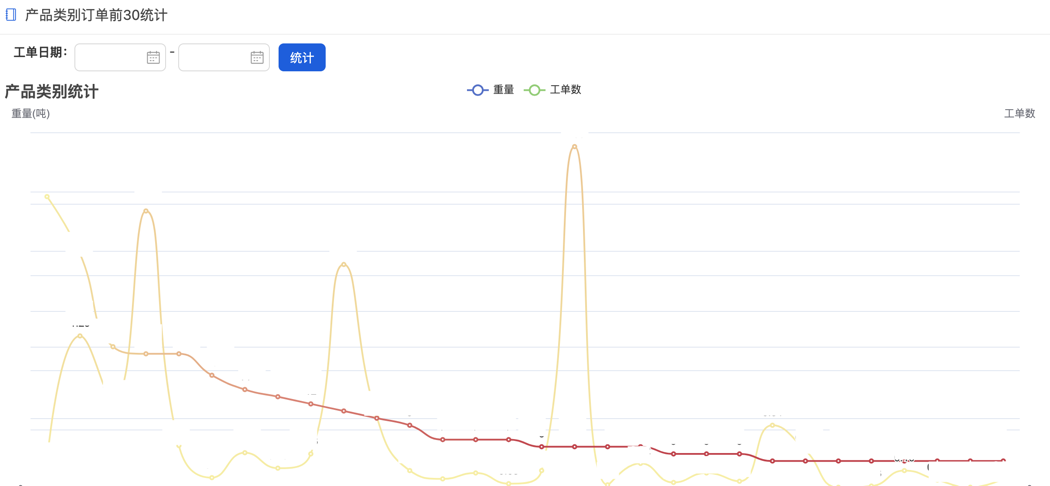 产品类别订单前30统计
工单日期： - 统计
产品类别统计
重量 工单数
重量(吨) 工单数